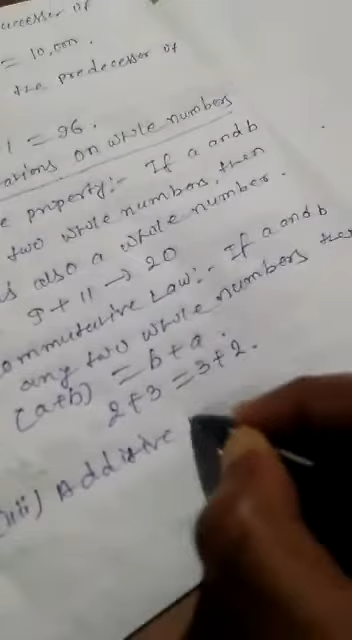 successor of
= 10,000.
the predecessor of
1 = 96.
ations on whole numbers
e property:- If a and b
two whole numbers, then
is also a whole number.
9 + 11 → 20
commutative Law:- If a and b
any two whole numbers then
(a+b) = b+a.
2+3 = 3+2.
(iii) Additive